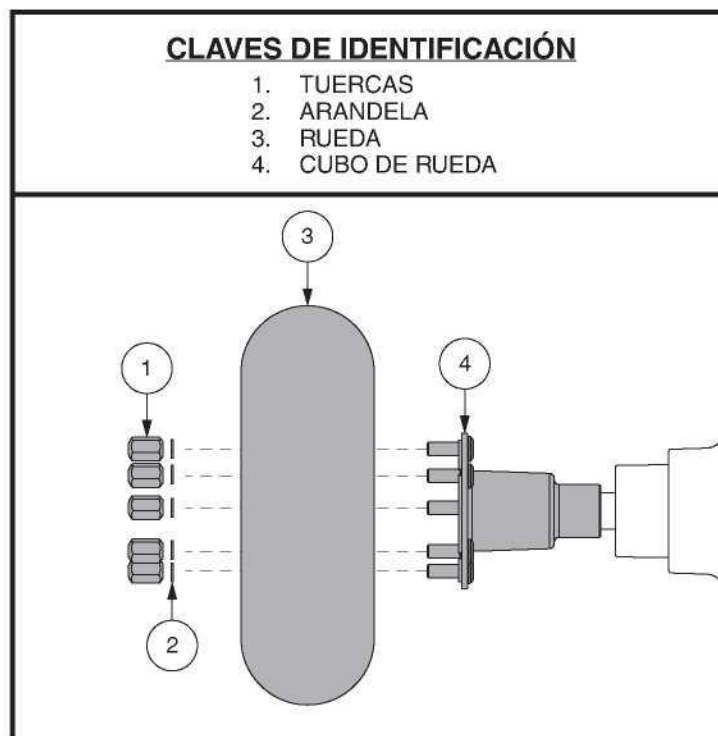 CLAVES DE IDENTIFICACIÓN
1. TUERCAS
2. ARANDELA
3. RUEDA
4. CUBO DE RUEDA
3
1
4
2